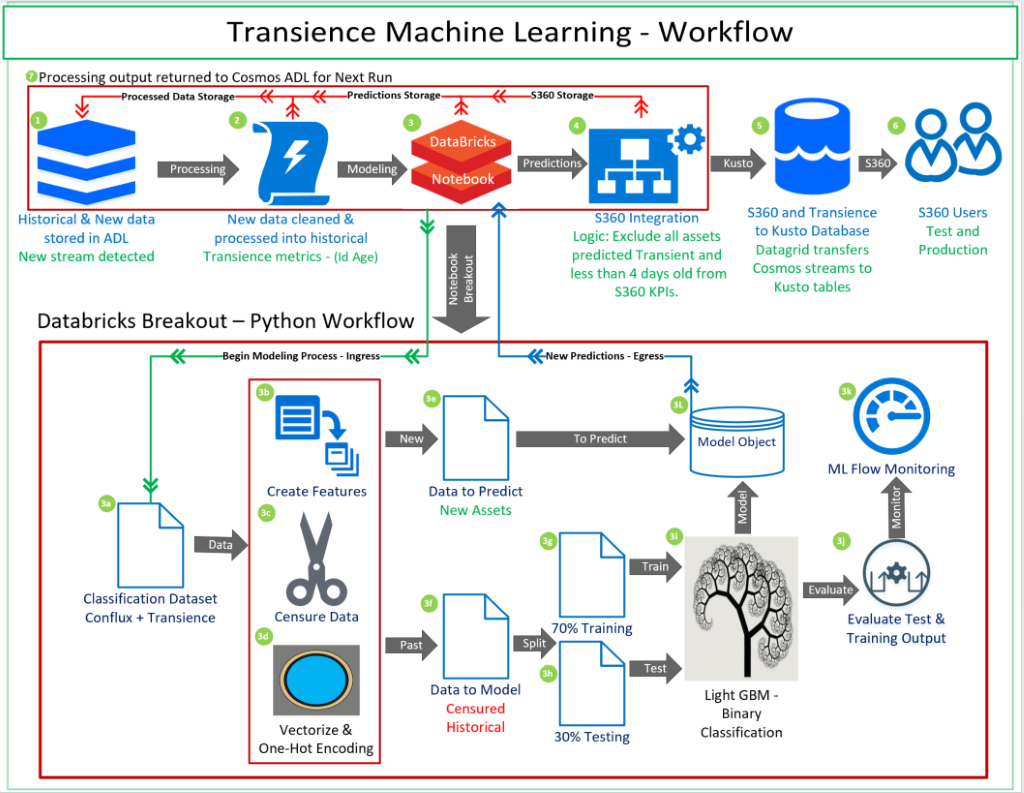 Transience Machine Learning - Workflow
7 Processing output returned to Cosmos ADL for Next Run
Processed Data Storage
Predictions Storage
S360 Storage
1
2
3
4
5
6
DataBricks
Notebook
Processing
Modeling
Predictions
Kusto
S360
Historical & New data
stored in ADL
New stream detected
New data cleaned &
processed into historical
Transience metrics - (Id Age)
S360 Integration
Logic: Exclude all assets
predicted Transient and
less than 4 days old from
S360 KPIs.
S360 and Transience
to Kusto Database
Datagrid transfers
Cosmos streams to
Kusto tables
S360 Users
Test and
Production
Notebook
Breakout
Databricks Breakout – Python Workflow
Begin Modeling Process - Ingress
New Predictions - Egress
3a
Classification Dataset
Conflux + Transience
Data
3b
Create Features
3c
Censure Data
3d
Vectorize &
One-Hot Encoding
New
3e
Data to Predict
New Assets
To Predict
3L
Model Object
Past
3f
Data to Model
Censured
Historical
Split
3g
70% Training
3h
30% Testing
Train
Test
3i
Light GBM -
Binary
Classification
Model
Evaluate
3j
Evaluate Test &
Training Output
Monitor
3k
ML Flow Monitoring